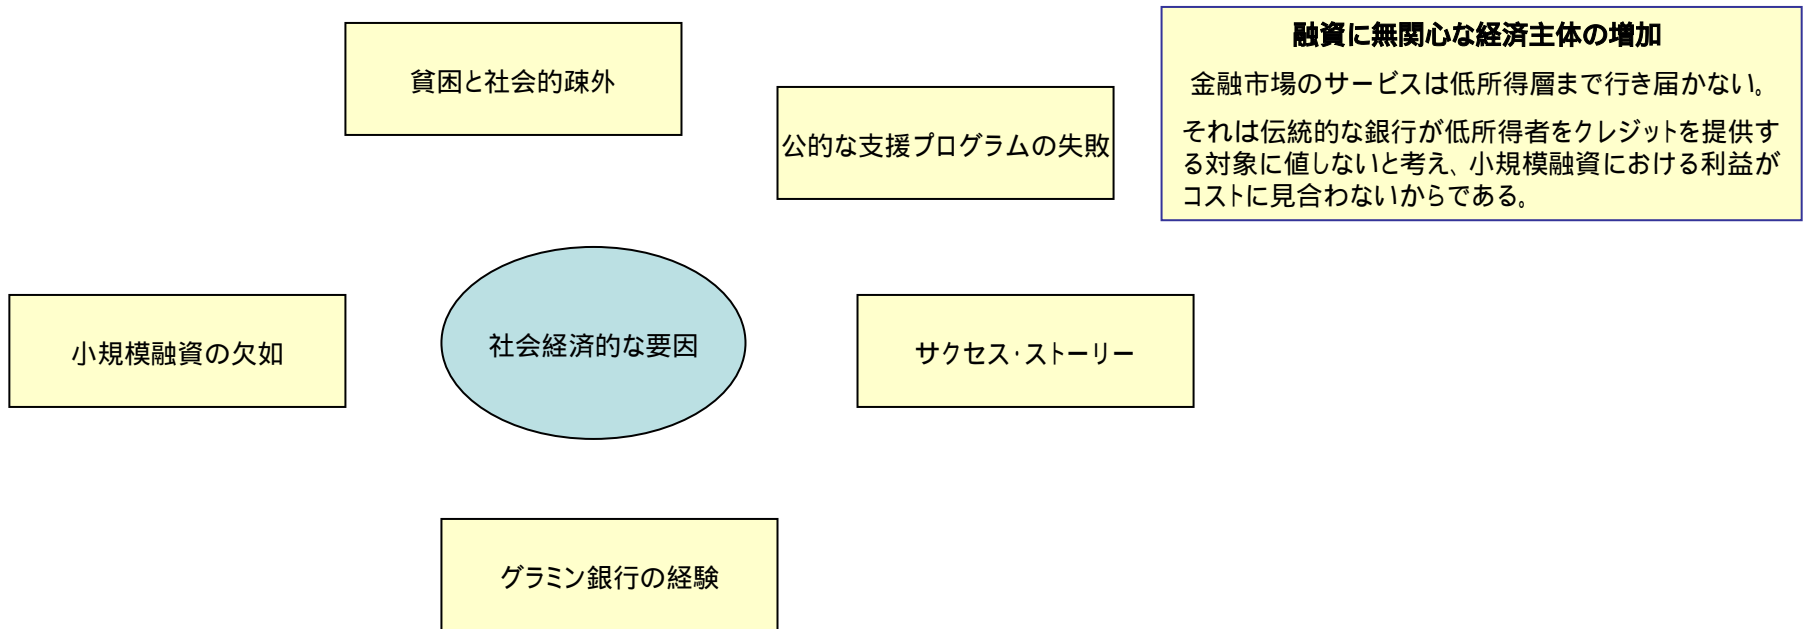 貧困と社会的疎外
公的な支援プログラムの失敗
融資に無関心な経済主体の増加
金融市場のサービスは低所得層まで行き届かない。
それは伝統的な銀行が低所得者をクレジットを提供す
る対象に値しないと考え、小規模融資における利益が
コストに見合わないからである。
小規模融資の欠如
社会経済的な要因
サクセス・ストーリー
グラミン銀行の経験